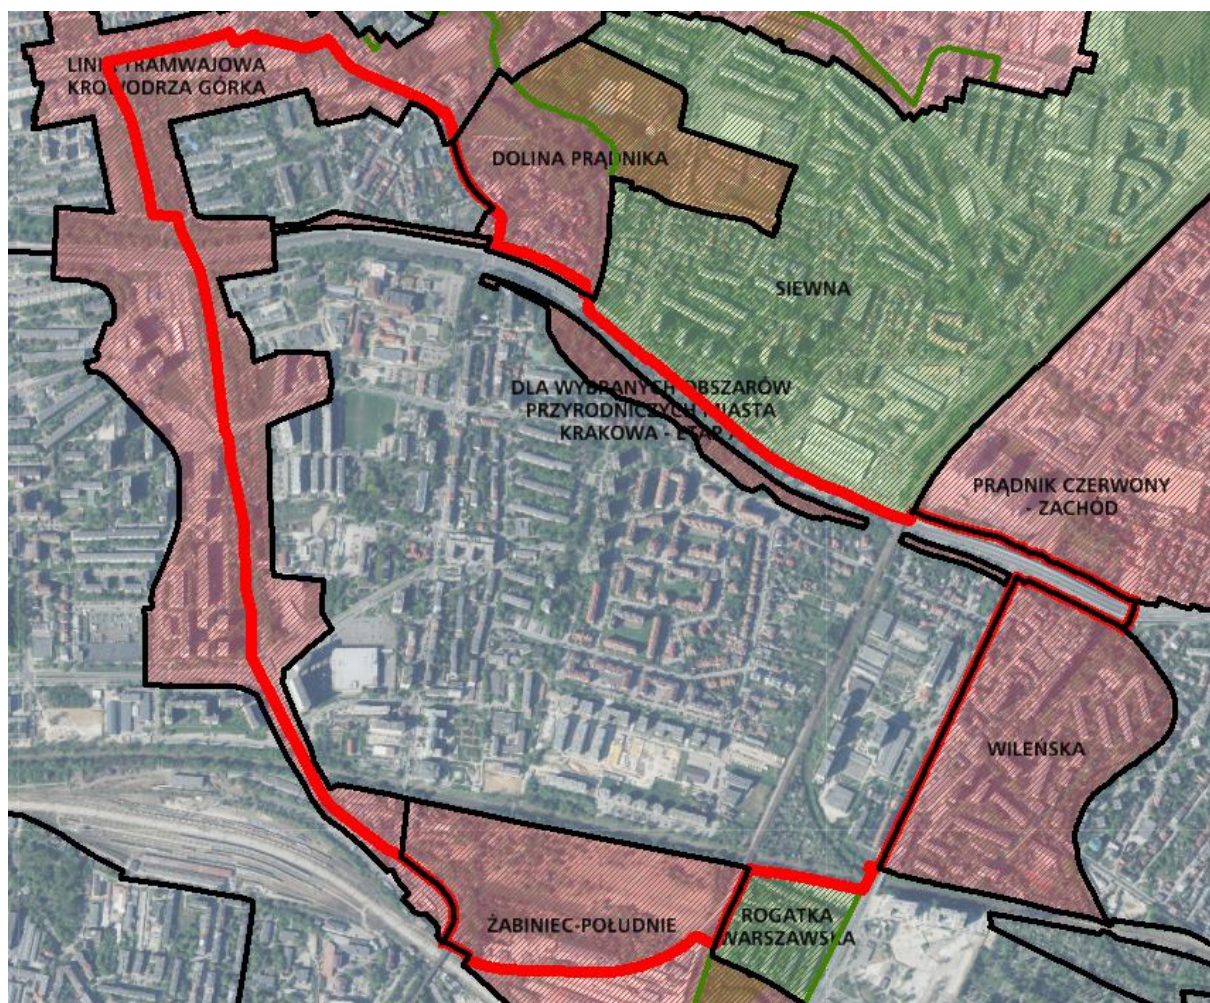 LINIA TRAMWAJOWA
KROWODRZA GÓRKA
DOLINA PRĄDNIKA
SIEWNA
DLA WYBRANYCH OBSZARÓW
PRZYRODNICZYCH MIASTA
KRAKOWA - ETAP
PRĄDNIK CZERWONY
- ZACHÓD
WILEŃSKA
ŻABINIEC-POŁUDNIE
ROGATKA
WARSZAWSKA